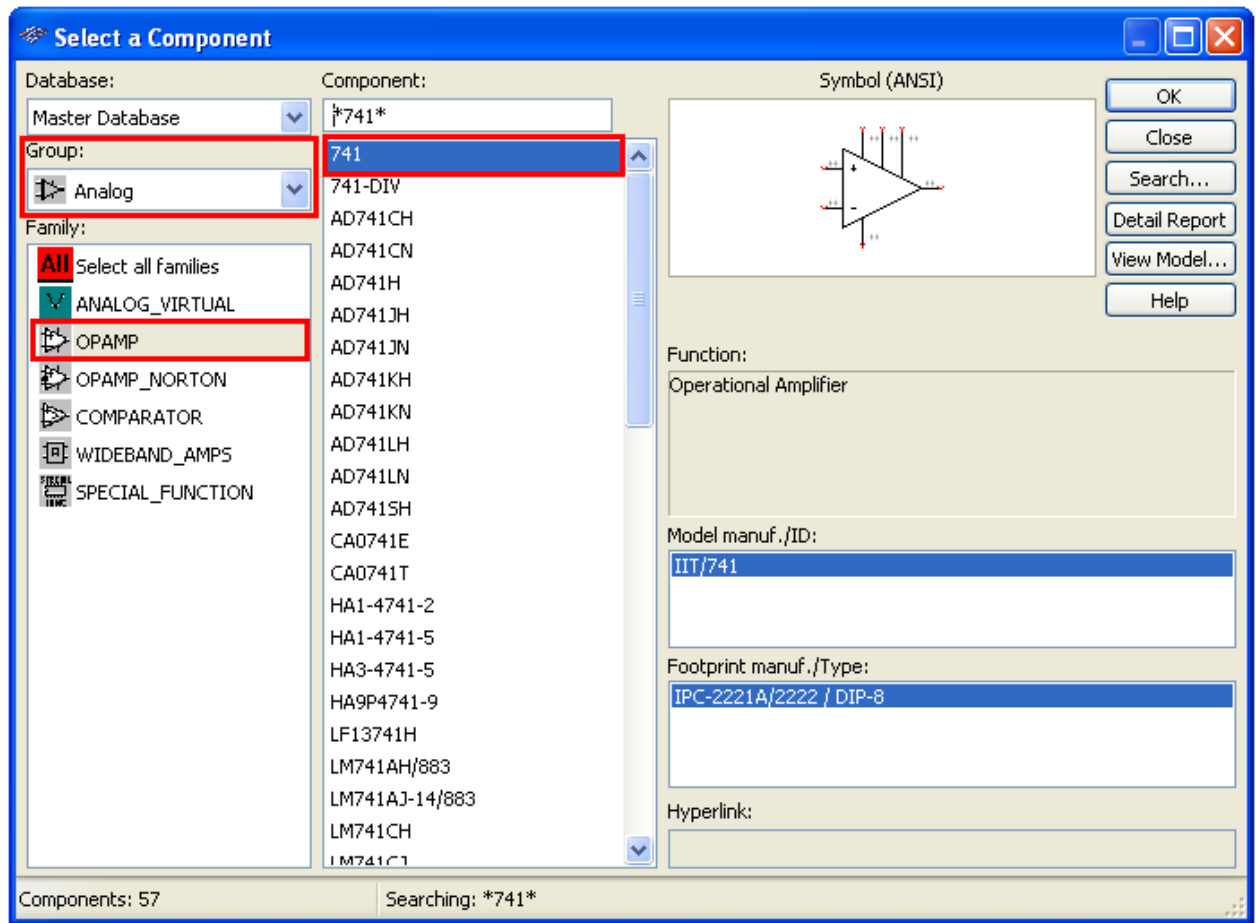 Select a Component
Database:
Master Database
Group:
Analog
Family:
All Select all families
ANALOG_VIRTUAL
OPAMP
OPAMP_NORTON
COMPARATOR
WIDEBAND_AMPS
SPECIAL_FUNCTION
Component:
*741*
741
741-DIV
AD741CH
AD741CN
AD741H
AD741JH
AD741JN
AD741KH
AD741KN
AD741LH
AD741LN
AD741SH
CA0741E
CA0741T
HA1-4741-2
HA1-4741-5
HA3-4741-5
HA9P4741-9
LF13741H
LM741AH/883
LM741AJ-14/883
LM741CH
LM741CJ
Symbol (ANSI)
Function:
Operational Amplifier
Model manuf./ID:
IIT/741
Footprint manuf./Type:
IPC-2221A/2222 / DIP-8
Hyperlink:
OK
Close
Search...
Detail Report
View Model...
Help
Components: 57
Searching: *741*